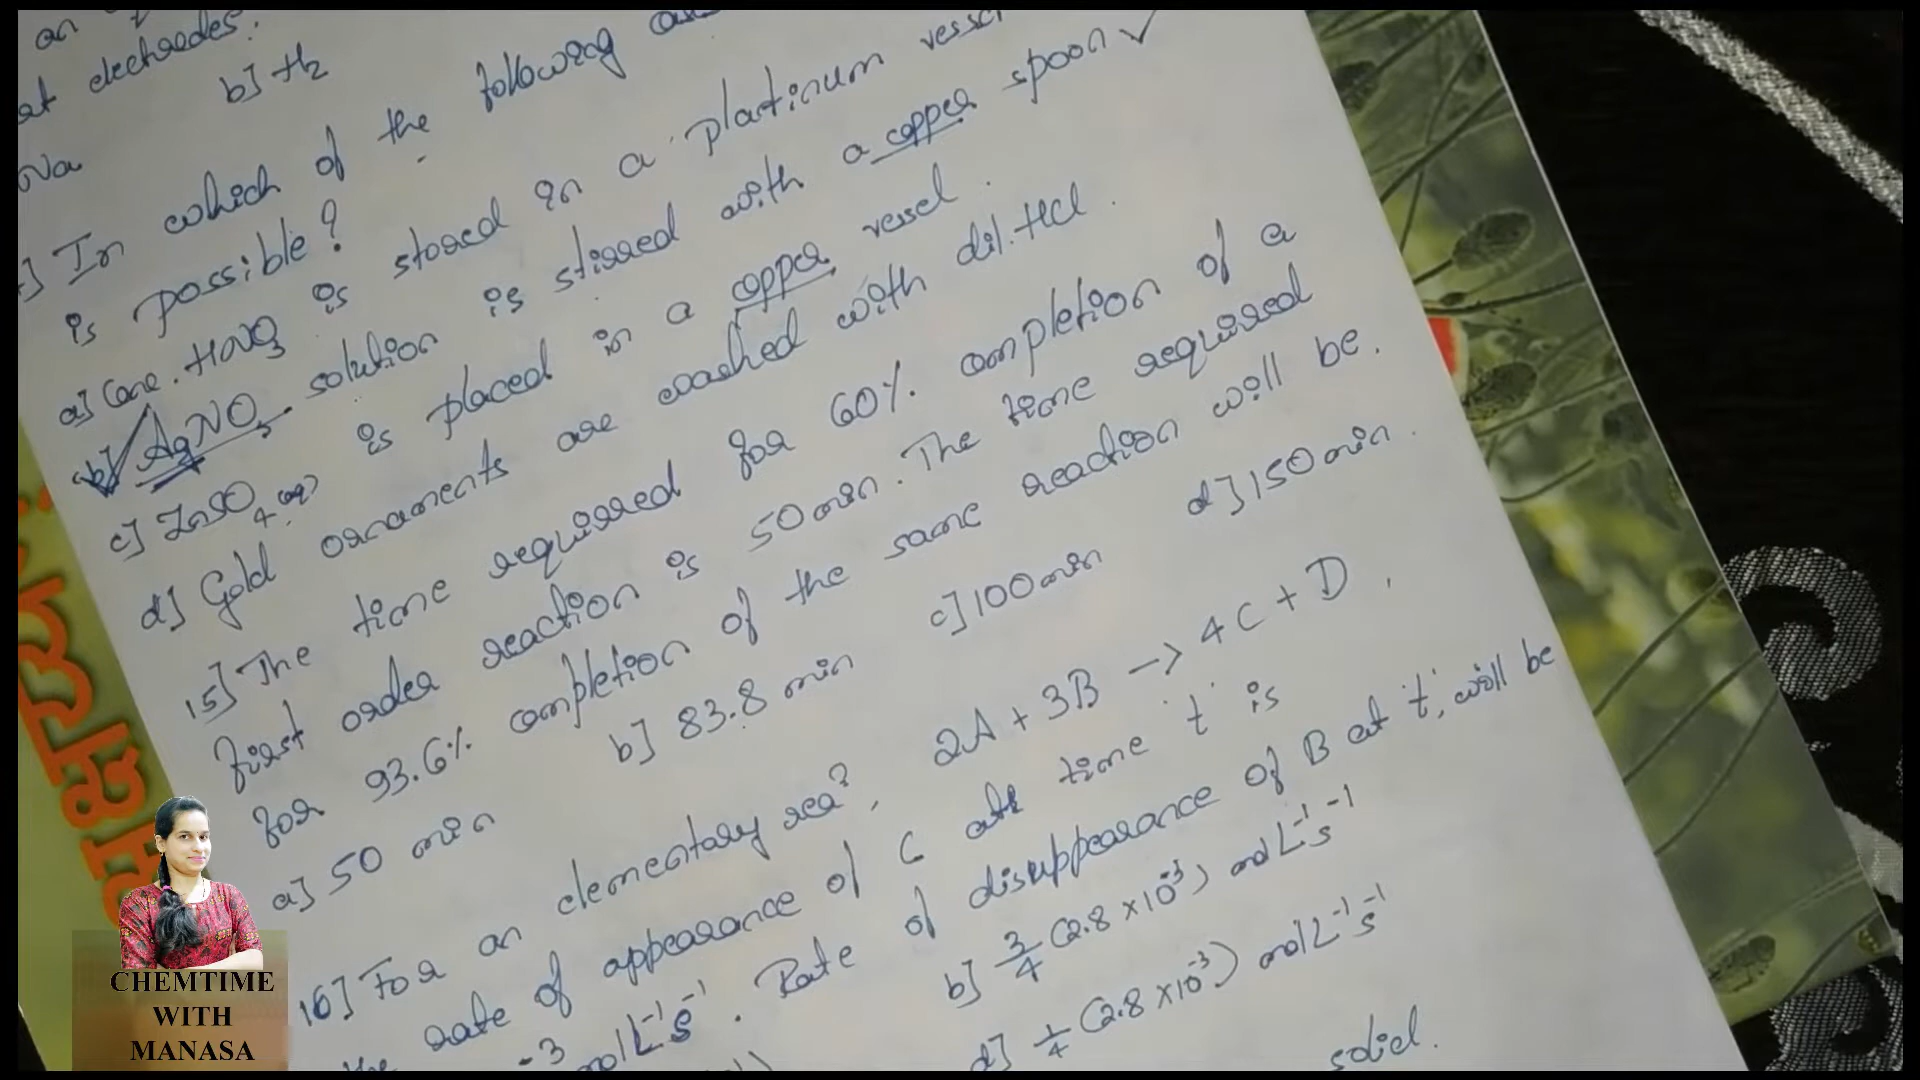 an
at electrodes.
Na b] H2
] In which of the following
is possible?
a] Conc. HNO3 is stored in a platinum vessel
b] AgNO3 solution is stirred with a copper spoon ✓
c] ZnSO4 (aq) is placed in a copper vessel.
d] Gold ornaments are washed with dil. HCl.
15] The time required for 60% completion of a
first order reaction is 50 min. The time required
for 93.6% completion of the same reaction will be.
a] 50 min b] 83.8 min c] 100 min d] 150 min.
16] For an elementary rea?, 2A + 3B → 4C + D,
the rate of appearance of C at time 't' is
-3 mol L-1 s-1. Rate of disappearance of B at 't', will be
b] 3/4 (2.8 × 10-3) mol L-1 s-1
d] 1/4 (2.8 × 10-3) mol L-1 s-1
solid.
CHEMTIME
WITH
MANASA